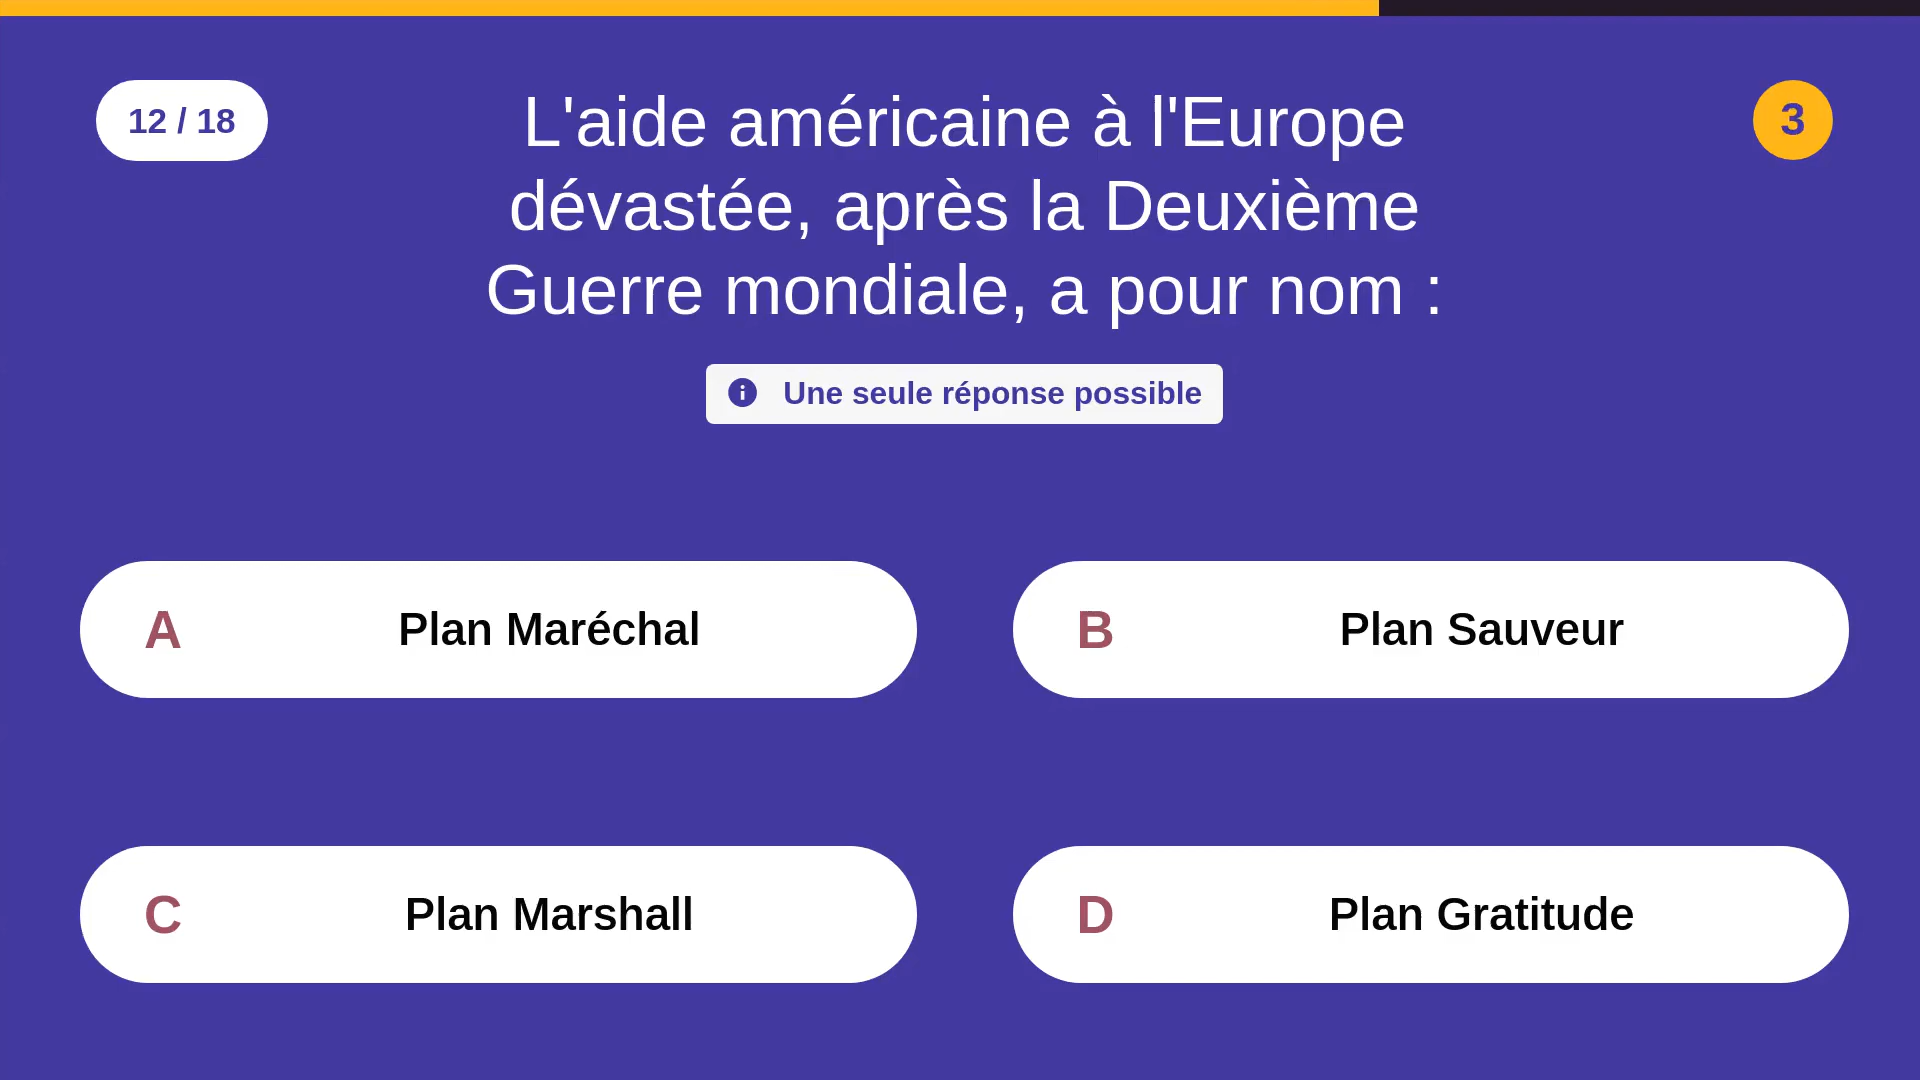 12 / 18
L'aide américaine à l'Europe
dévastée, après la Deuxième
Guerre mondiale, a pour nom :
3
Une seule réponse possible
A Plan Maréchal
B Plan Sauveur
C Plan Marshall
D Plan Gratitude